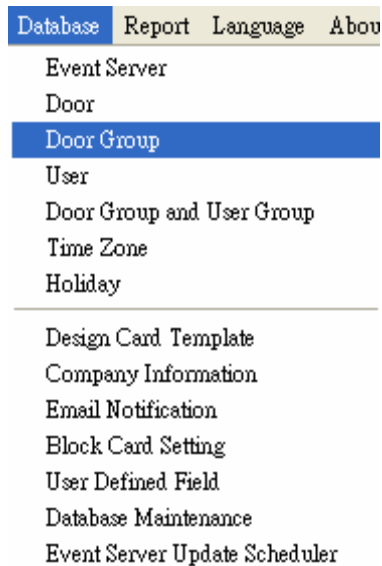 Database Report Language Abou
Event Server
Door
Door Group
User
Door Group and User Group
Time Zone
Holiday
Design Card Template
Company Information
Email Notification
Block Card Setting
User Defined Field
Database Maintenance
Event Server Update Scheduler